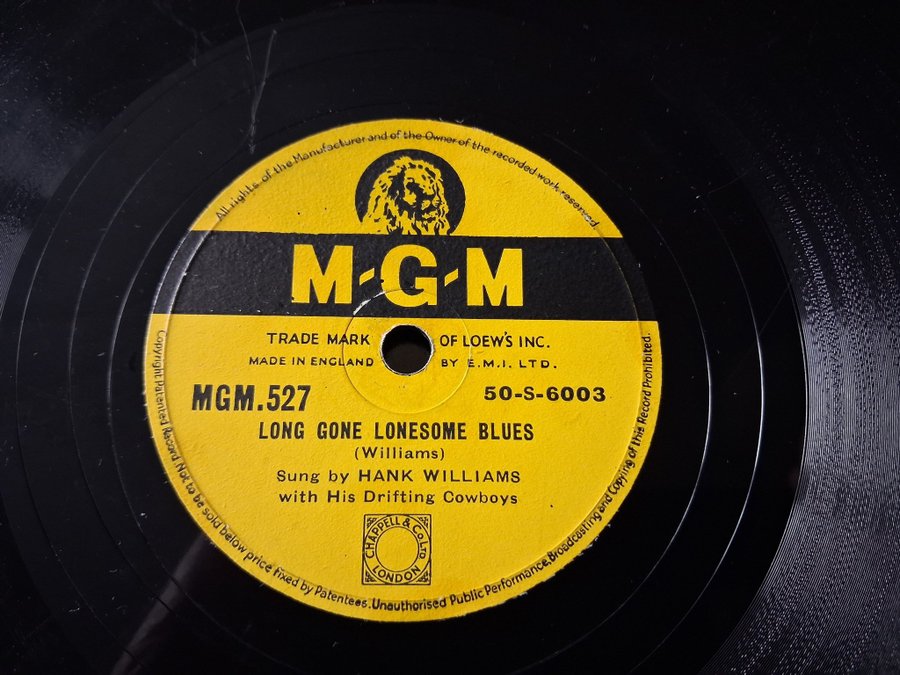 All rights of the Manufacturer and of the Owner of the recorded work reserved
M-G-M
TRADE MARK OF LOEW'S INC.
MADE IN ENGLAND BY E.M.I. LTD.
MGM.527 50-S-6003
LONG GONE LONESOME BLUES
(Williams)
Sung by HANK WILLIAMS
with His Drifting Cowboys
CHAPPELL & CO LTD
LONDON
Copyright Patented Record Not to be sold below price fixed by Patentees. Unauthorised Public Performance, Broadcasting and Copying of this Record Prohibited.